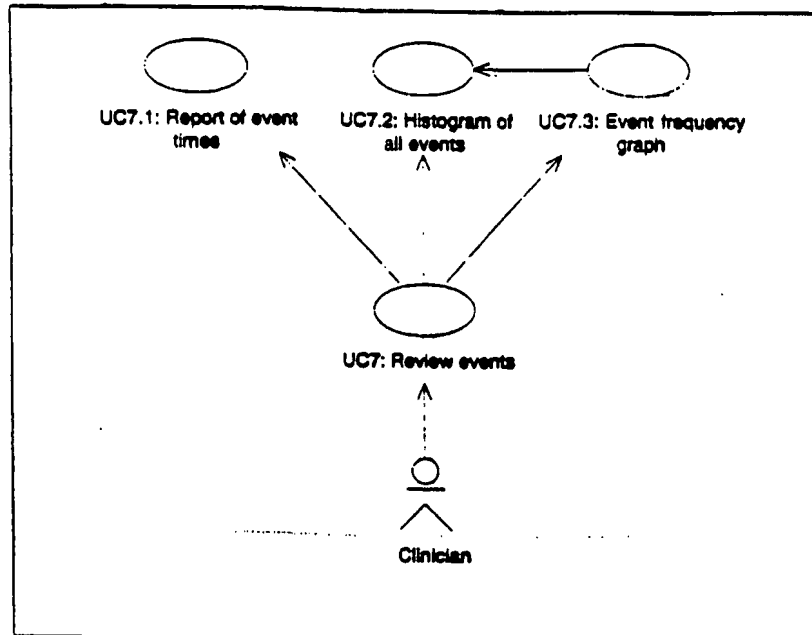 UC7.1: Report of event
times
UC7.2: Histogram of
all events
UC7.3: Event frequency
graph
UC7: Review events
Clinician